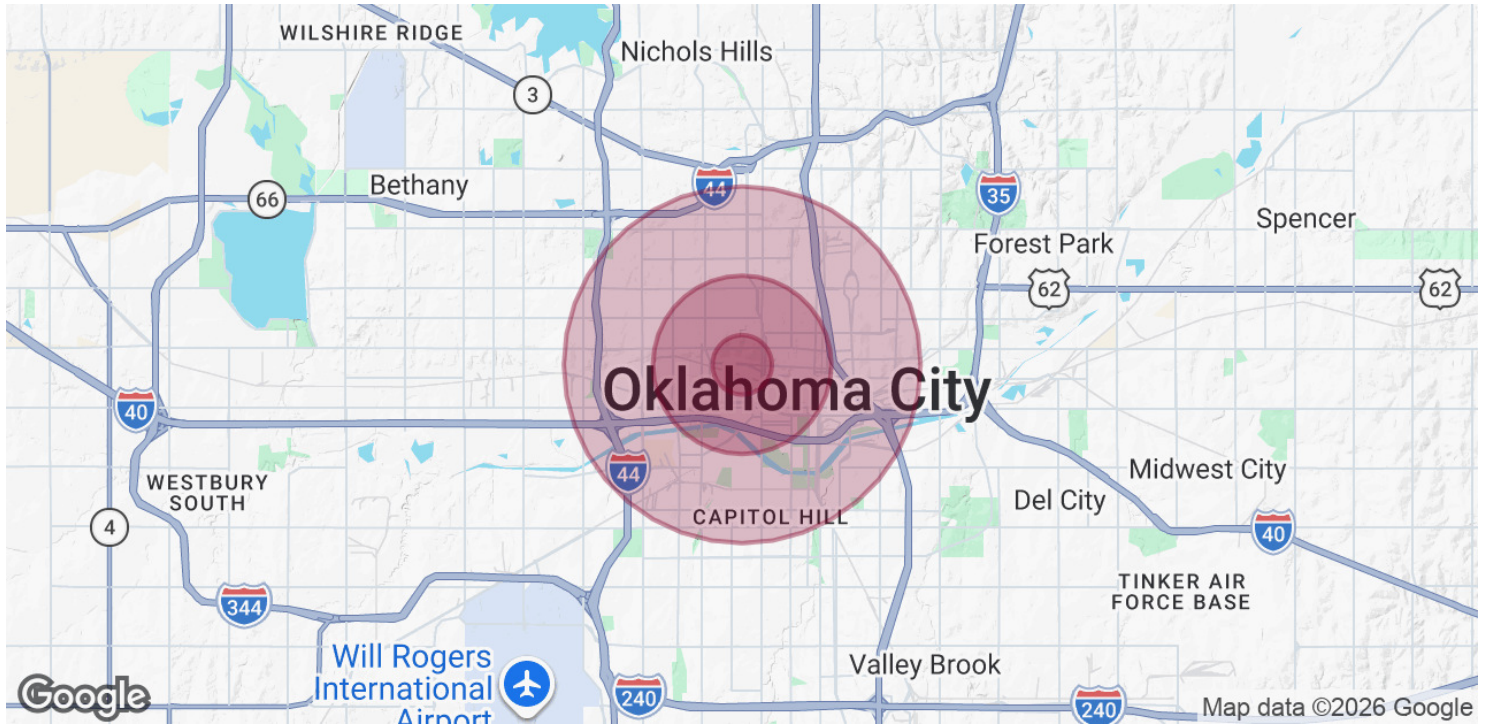 WILSHIRE RIDGE
Nichols Hills
3
44
66
Bethany
35
Spencer
Forest Park
62
62
Oklahoma City
40
44
WESTBURY
SOUTH
Midwest City
Del City
4
CAPITOL HILL
40
TINKER AIR
FORCE BASE
344
Will Rogers
International
Airport
Valley Brook
240
240
Google
Map data ©2026 Google